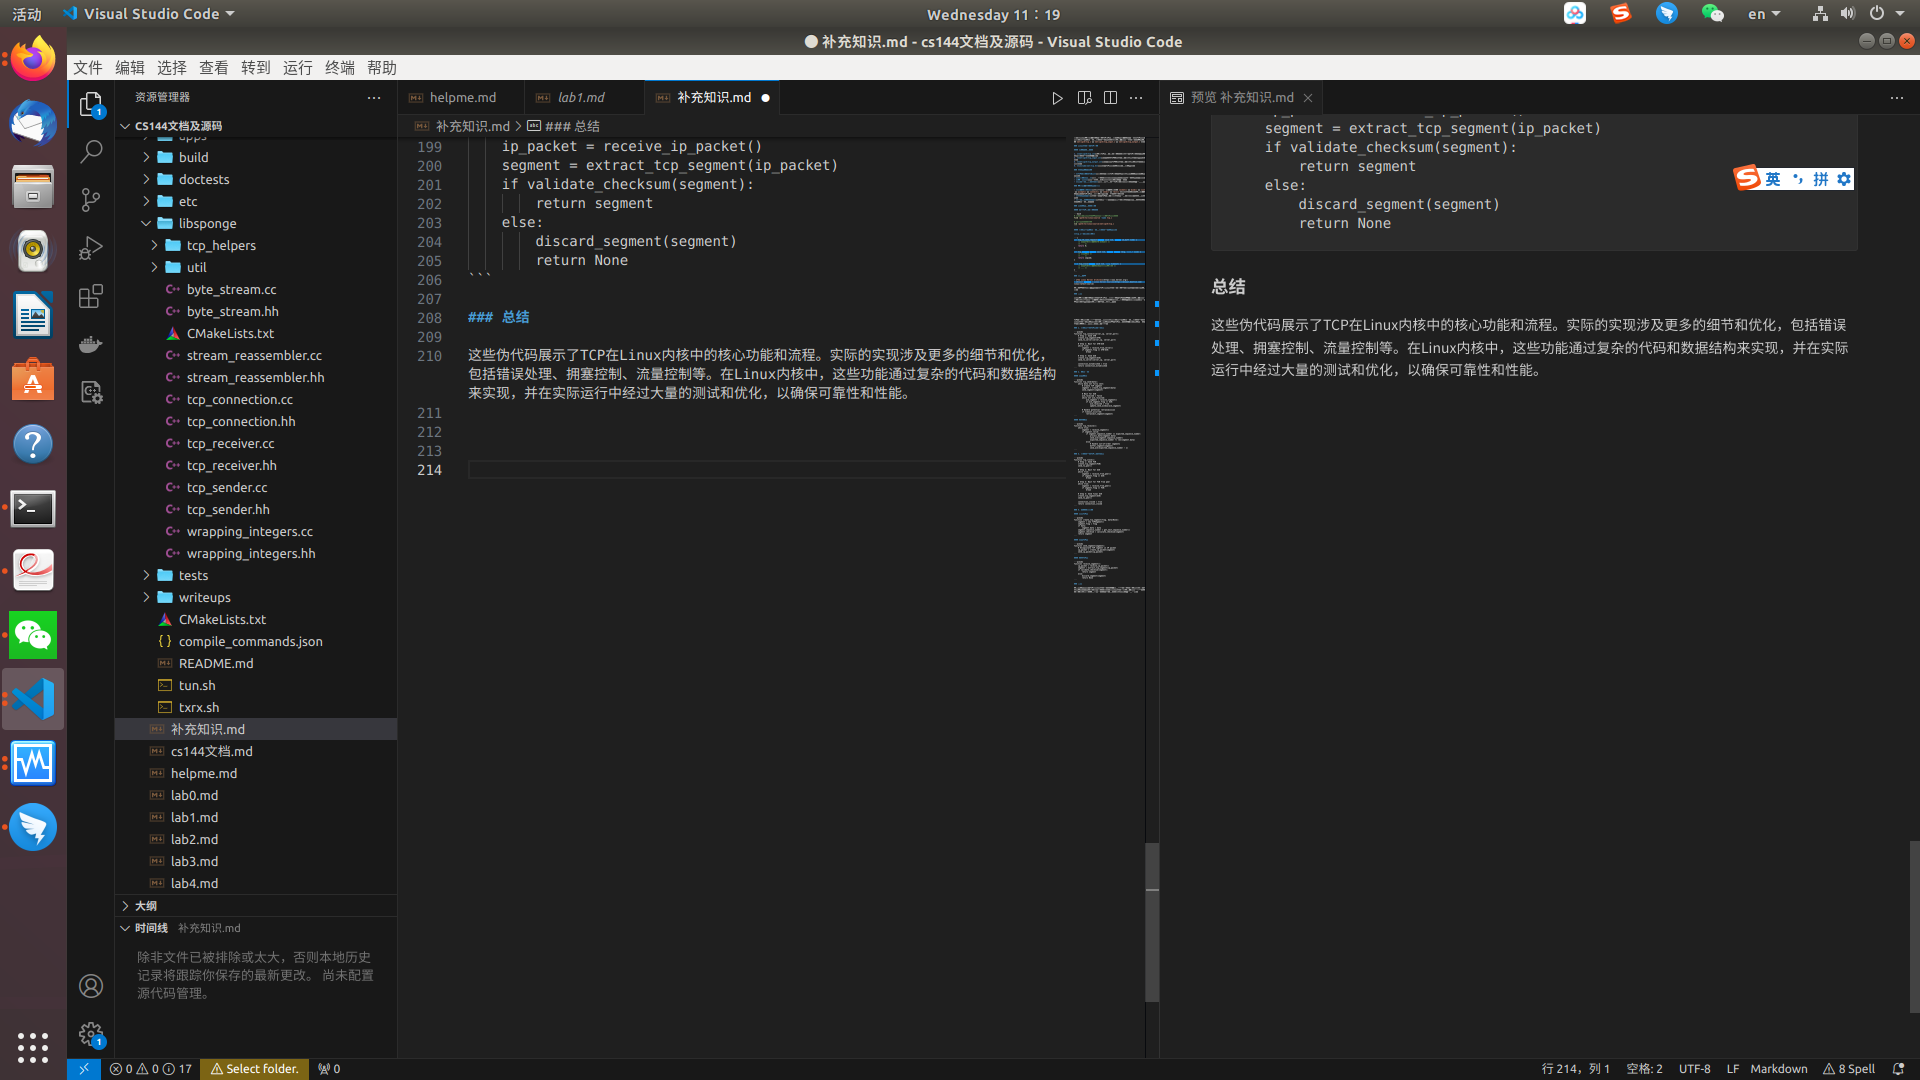 活动
Visual Studio Code
Wednesday 11：19
en
补充知识.md - cs144文档及源码 - Visual Studio Code
文件 编辑 选择 查看 转到 运行 终端 帮助
资源管理器
CS144文档及源码
apps
build
doctests
etc
libsponge
tcp_helpers
util
byte_stream.cc
byte_stream.hh
CMakeLists.txt
stream_reassembler.cc
stream_reassembler.hh
tcp_connection.cc
tcp_connection.hh
tcp_receiver.cc
tcp_receiver.hh
tcp_sender.cc
tcp_sender.hh
wrapping_integers.cc
wrapping_integers.hh
tests
writeups
CMakeLists.txt
compile_commands.json
README.md
tun.sh
txrx.sh
补充知识.md
cs144文档.md
helpme.md
lab0.md
lab1.md
lab2.md
lab3.md
lab4.md
大纲
时间线 补充知识.md
除非文件已被排除或太大，否则本地历史
记录将跟踪你保存的最新更改。 尚未配置
源代码管理。
helpme.md
lab1.md
补充知识.md
补充知识.md > ### 总结
199 ip_packet = receive_ip_packet()
200 segment = extract_tcp_segment(ip_packet)
201 if validate_checksum(segment):
202 return segment
203 else:
204 discard_segment(segment)
205 return None
206 ```
207
208 ### 总结
209
210 这些伪代码展示了TCP在Linux内核中的核心功能和流程。实际的实现涉及更多的细节和优化，
包括错误处理、拥塞控制、流量控制等。在Linux内核中，这些功能通过复杂的代码和数据结构
来实现，并在实际运行中经过大量的测试和优化，以确保可靠性和性能。
211
212
213
214
预览 补充知识.md
segment = extract_tcp_segment(ip_packet)
if validate_checksum(segment):
return segment
else:
discard_segment(segment)
return None
英 拼
总结
这些伪代码展示了TCP在Linux内核中的核心功能和流程。实际的实现涉及更多的细节和优化，包括错误
处理、拥塞控制、流量控制等。在Linux内核中，这些功能通过复杂的代码和数据结构来实现，并在实际
运行中经过大量的测试和优化，以确保可靠性和性能。
0 0 17
Select folder.
0
行 214，列 1
空格: 2
UTF-8
LF
Markdown
8 Spell